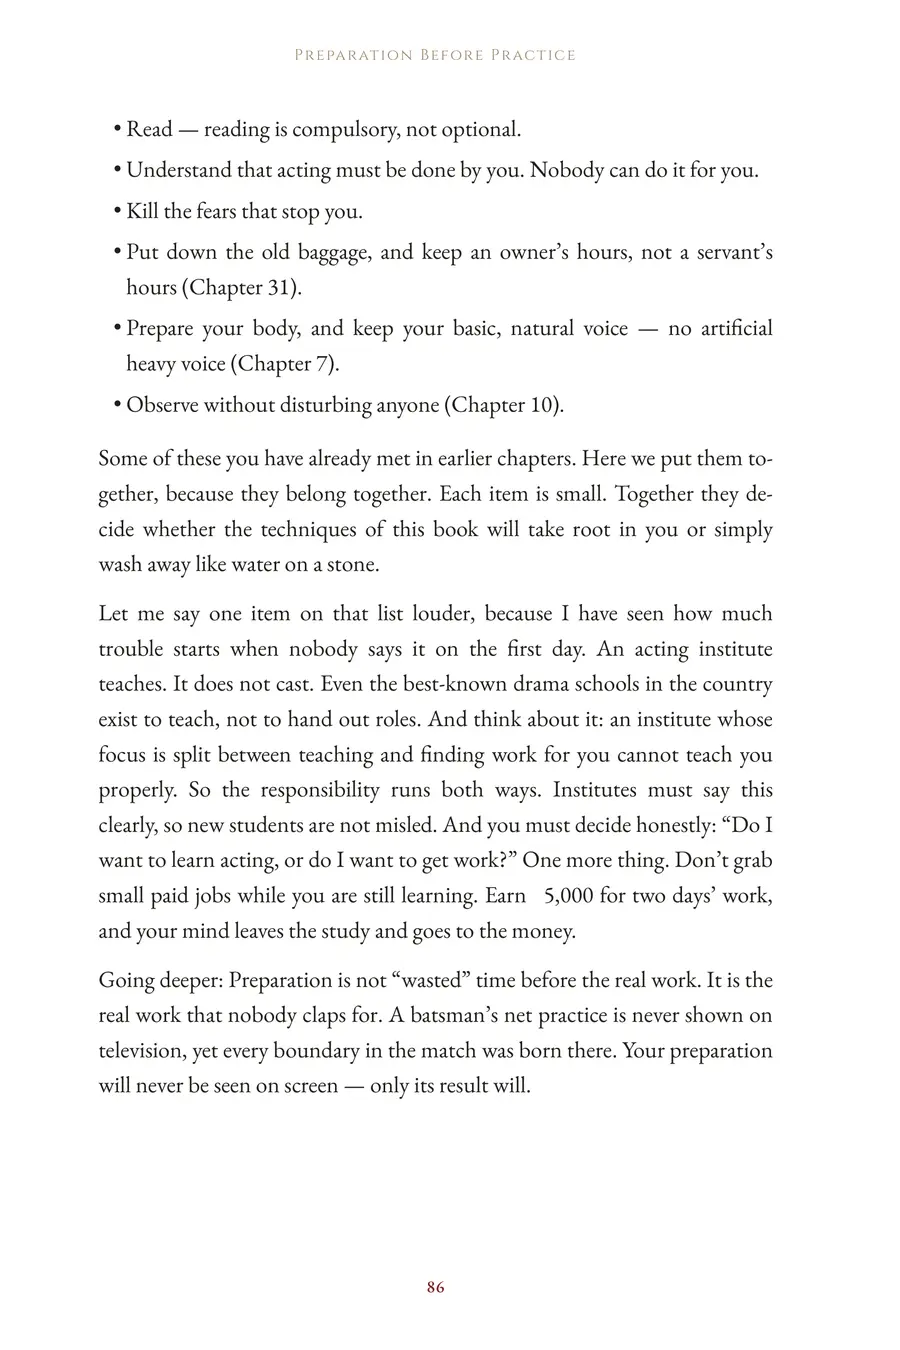 Preparation Before Practice
• Read — reading is compulsory, not optional.
• Understand that acting must be done by you. Nobody can do it for you.
• Kill the fears that stop you.
• Put down the old baggage, and keep an owner’s hours, not a servant’s
hours (Chapter 31).
• Prepare your body, and keep your basic, natural voice — no artificial
heavy voice (Chapter 7).
• Observe without disturbing anyone (Chapter 10).
Some of these you have already met in earlier chapters. Here we put them to-
gether, because they belong together. Each item is small. Together they de-
cide whether the techniques of this book will take root in you or simply
wash away like water on a stone.
Let me say one item on that list louder, because I have seen how much
trouble starts when nobody says it on the first day. An acting institute
teaches. It does not cast. Even the best-known drama schools in the country
exist to teach, not to hand out roles. And think about it: an institute whose
focus is split between teaching and finding work for you cannot teach you
properly. So the responsibility runs both ways. Institutes must say this
clearly, so new students are not misled. And you must decide honestly: “Do I
want to learn acting, or do I want to get work?” One more thing. Don’t grab
small paid jobs while you are still learning. Earn 5,000 for two days’ work,
and your mind leaves the study and goes to the money.
Going deeper: Preparation is not “wasted” time before the real work. It is the
real work that nobody claps for. A batsman’s net practice is never shown on
television, yet every boundary in the match was born there. Your preparation
will never be seen on screen — only its result will.
86